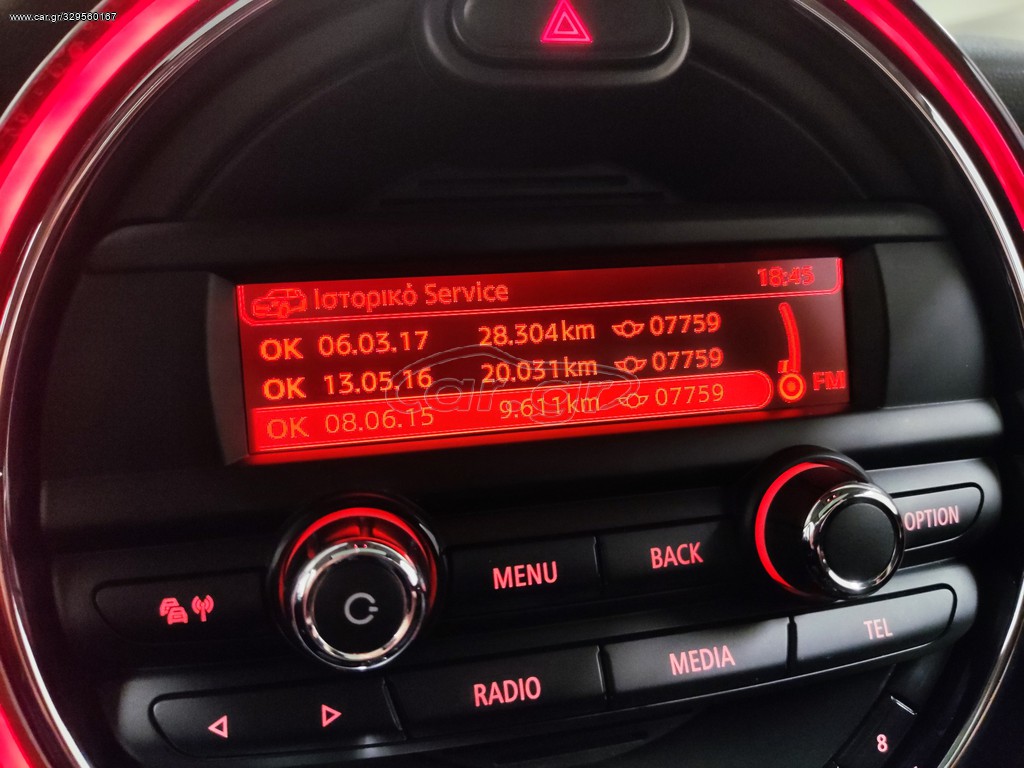 www.car.gr/329560167
Ιστορικό Service 18:45
OK 06.03.17 28.304km 07759
OK 13.05.16 20.031km 07759
OK 08.06.15 9.611km 07759
FM
car.gr
OPTION
MENU BACK
RADIO MEDIA TEL
8